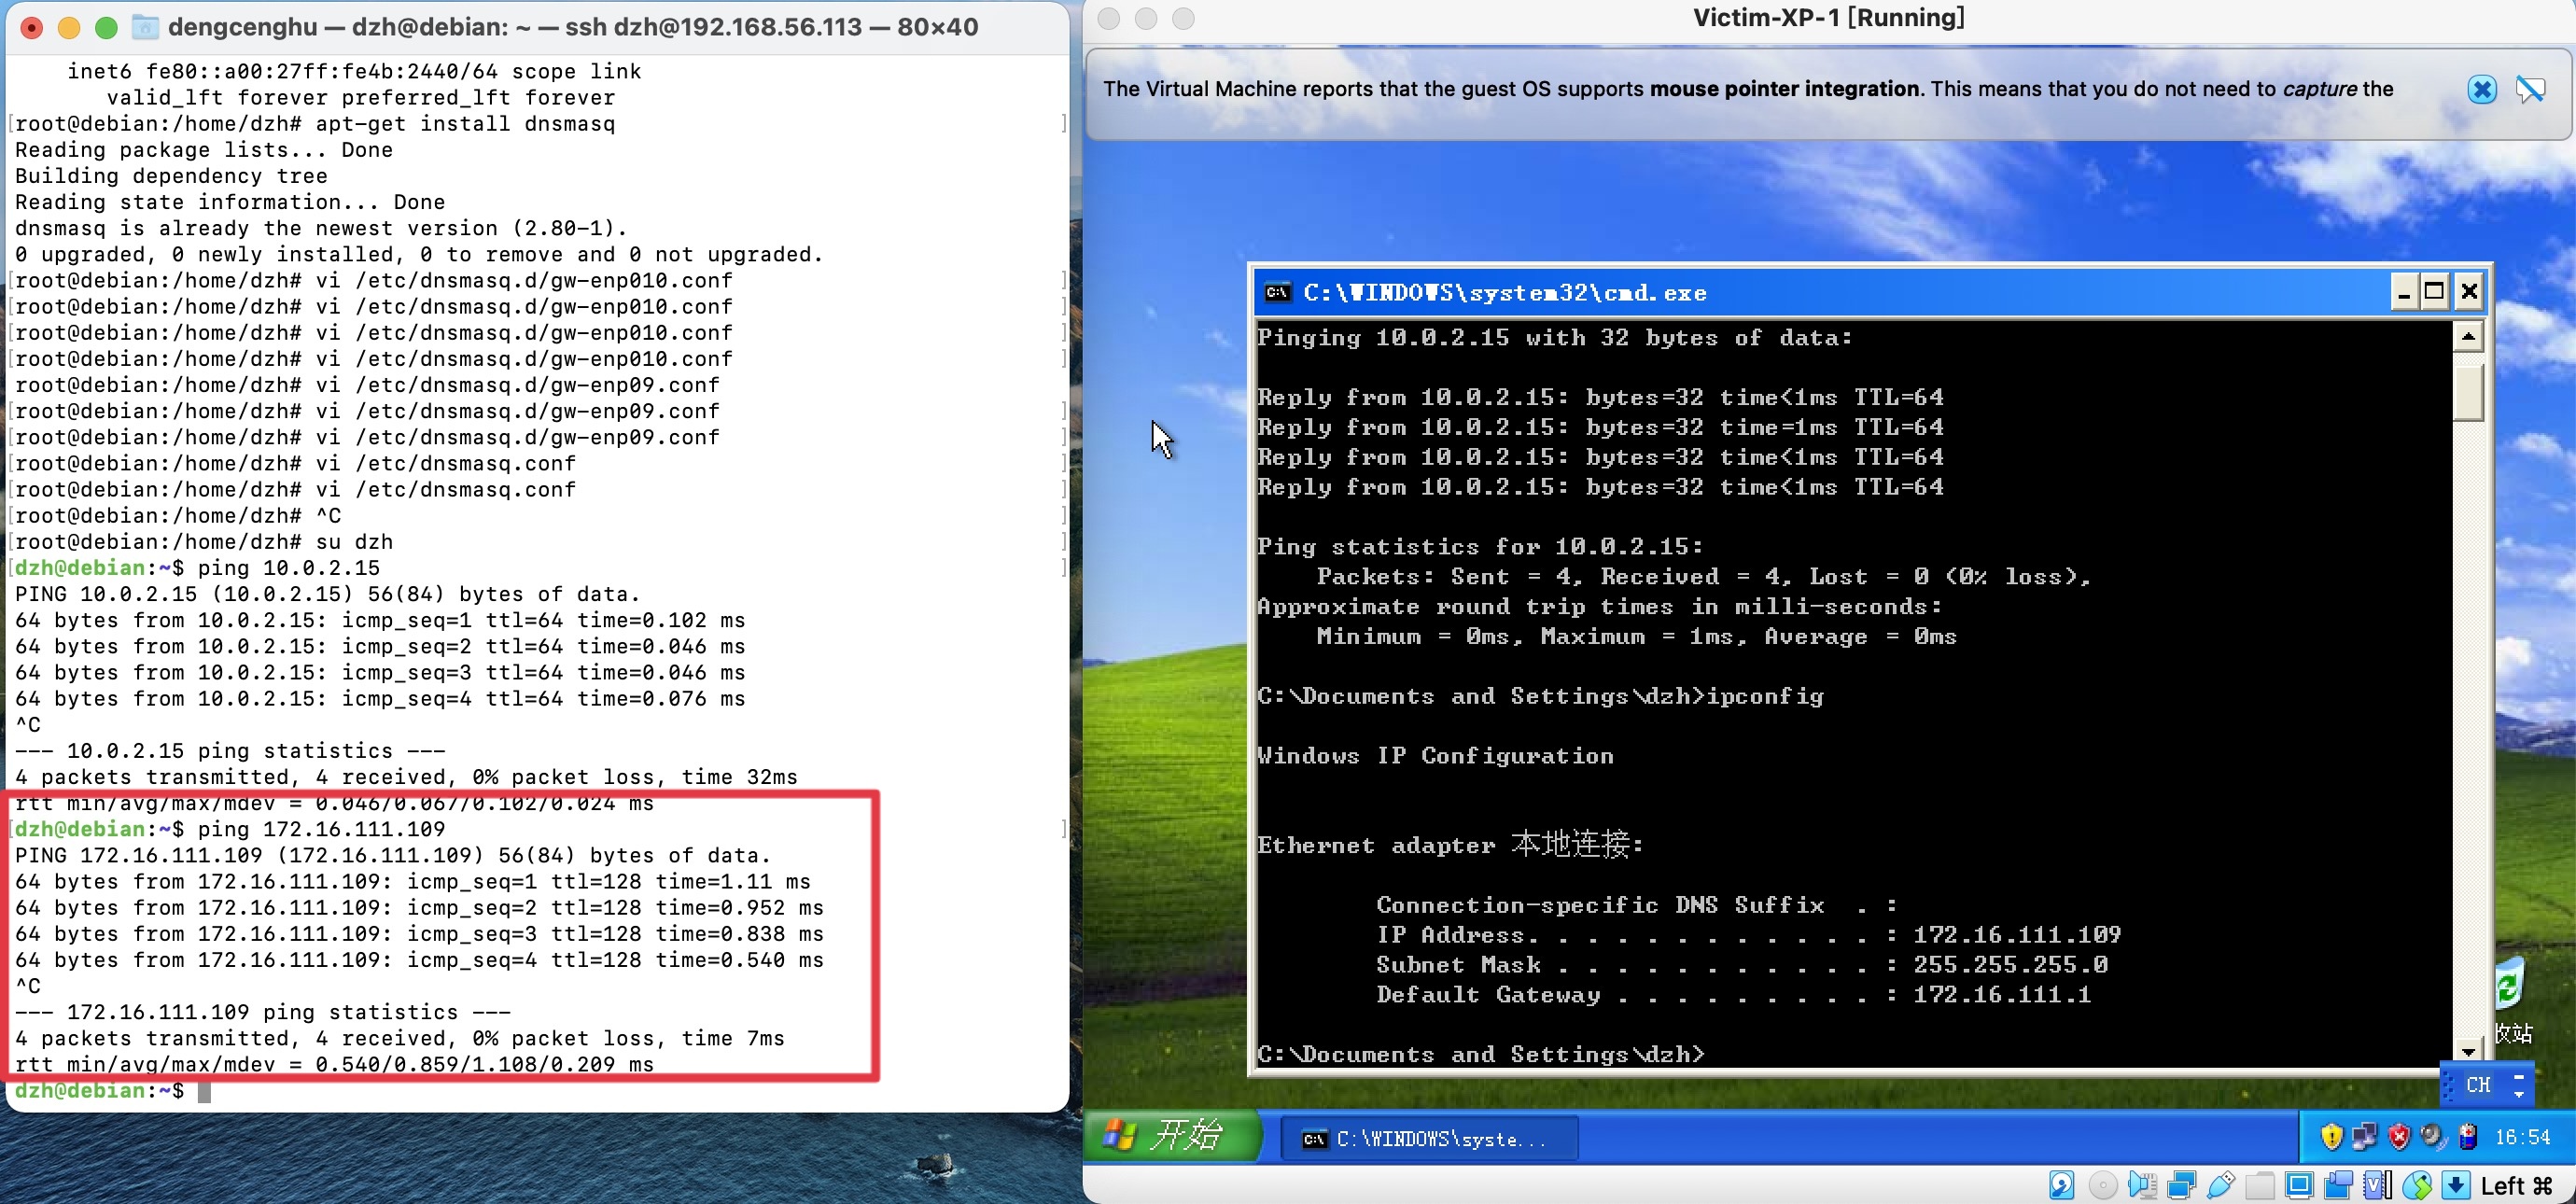 dengcenghu — dzh@debian: ~ — ssh dzh@192.168.56.113 — 80×40
inet6 fe80::a00:27ff:fe4b:2440/64 scope link
valid_lft forever preferred_lft forever
[root@debian:/home/dzh# apt-get install dnsmasq ]
Reading package lists... Done
Building dependency tree
Reading state information... Done
dnsmasq is already the newest version (2.80-1).
0 upgraded, 0 newly installed, 0 to remove and 0 not upgraded.
[root@debian:/home/dzh# vi /etc/dnsmasq.d/gw-enp010.conf ]
[root@debian:/home/dzh# vi /etc/dnsmasq.d/gw-enp010.conf ]
[root@debian:/home/dzh# vi /etc/dnsmasq.d/gw-enp010.conf ]
[root@debian:/home/dzh# vi /etc/dnsmasq.d/gw-enp010.conf ]
root@debian:/home/dzh# vi /etc/dnsmasq.d/gw-enp09.conf
[root@debian:/home/dzh# vi /etc/dnsmasq.d/gw-enp09.conf ]
[root@debian:/home/dzh# vi /etc/dnsmasq.d/gw-enp09.conf ]
[root@debian:/home/dzh# vi /etc/dnsmasq.conf ]
[root@debian:/home/dzh# vi /etc/dnsmasq.conf ]
[root@debian:/home/dzh# ^C ]
[root@debian:/home/dzh# su dzh ]
[dzh@debian:~$ ping 10.0.2.15 ]
PING 10.0.2.15 (10.0.2.15) 56(84) bytes of data.
64 bytes from 10.0.2.15: icmp_seq=1 ttl=64 time=0.102 ms
64 bytes from 10.0.2.15: icmp_seq=2 ttl=64 time=0.046 ms
64 bytes from 10.0.2.15: icmp_seq=3 ttl=64 time=0.046 ms
64 bytes from 10.0.2.15: icmp_seq=4 ttl=64 time=0.076 ms
^C
--- 10.0.2.15 ping statistics ---
4 packets transmitted, 4 received, 0% packet loss, time 32ms
rtt min/avg/max/mdev = 0.046/0.067/0.102/0.024 ms
[dzh@debian:~$ ping 172.16.111.109 ]
PING 172.16.111.109 (172.16.111.109) 56(84) bytes of data.
64 bytes from 172.16.111.109: icmp_seq=1 ttl=128 time=1.11 ms
64 bytes from 172.16.111.109: icmp_seq=2 ttl=128 time=0.952 ms
64 bytes from 172.16.111.109: icmp_seq=3 ttl=128 time=0.838 ms
64 bytes from 172.16.111.109: icmp_seq=4 ttl=128 time=0.540 ms
^C
--- 172.16.111.109 ping statistics ---
4 packets transmitted, 4 received, 0% packet loss, time 7ms
rtt min/avg/max/mdev = 0.540/0.859/1.108/0.209 ms
dzh@debian:~$
Victim-XP-1 [Running]
The Virtual Machine reports that the guest OS supports mouse pointer integration. This means that you do not need to capture the
C:\WINDOWS\system32\cmd.exe
Pinging 10.0.2.15 with 32 bytes of data:
Reply from 10.0.2.15: bytes=32 time<1ms TTL=64
Reply from 10.0.2.15: bytes=32 time=1ms TTL=64
Reply from 10.0.2.15: bytes=32 time<1ms TTL=64
Reply from 10.0.2.15: bytes=32 time<1ms TTL=64
Ping statistics for 10.0.2.15:
Packets: Sent = 4, Received = 4, Lost = 0 (0% loss),
Approximate round trip times in milli-seconds:
Minimum = 0ms, Maximum = 1ms, Average = 0ms
C:\Documents and Settings\dzh>ipconfig
Windows IP Configuration
Ethernet adapter 本地连接:
Connection-specific DNS Suffix . :
IP Address. . . . . . . . . . . . : 172.16.111.109
Subnet Mask . . . . . . . . . . . : 255.255.255.0
Default Gateway . . . . . . . . . : 172.16.111.1
C:\Documents and Settings\dzh>
收站
CH
开始
C:\WINDOWS\syste...
16:54
Left ⌘